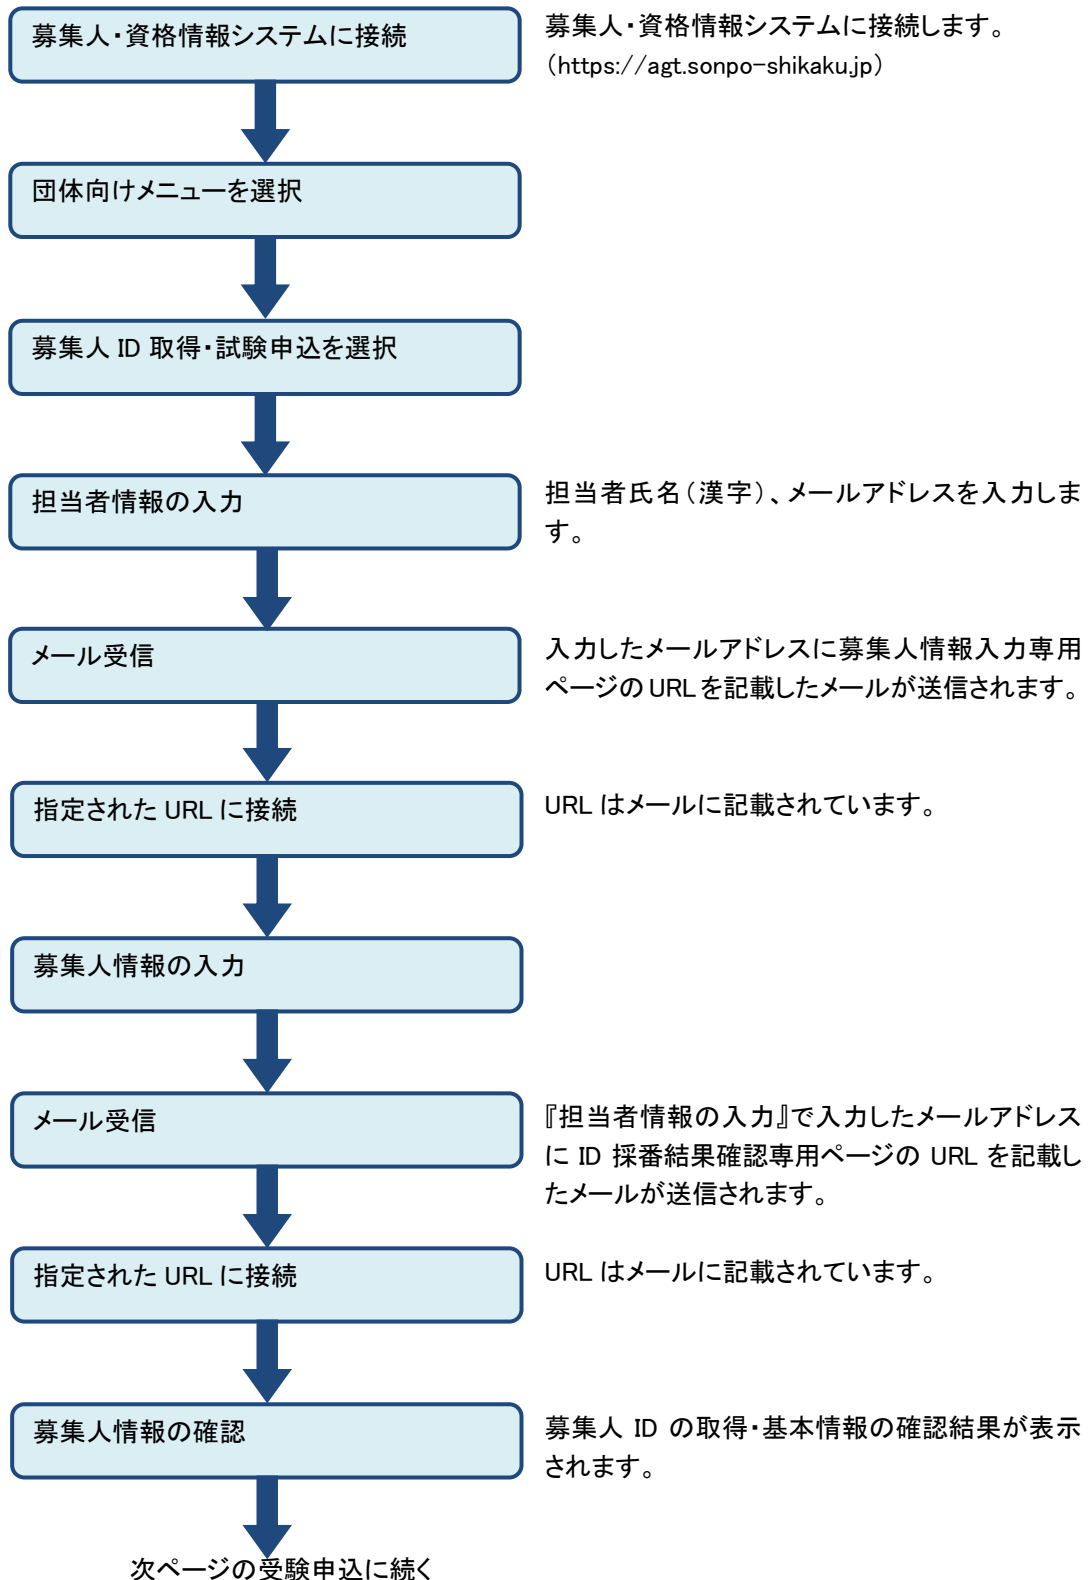 募集人・資格情報システムに接続
募集人・資格情報システムに接続します。
（https://agt.sonpo-shikaku.jp）
団体向けメニューを選択
募集人 ID 取得・試験申込を選択
担当者情報の入力
担当者氏名（漢字）、メールアドレスを入力しま
す。
メール受信
入力したメールアドレスに募集人情報入力専用
ページの URL を記載したメールが送信されます。
指定された URL に接続
URL はメールに記載されています。
募集人情報の入力
メール受信
『担当者情報の入力』で入力したメールアドレス
に ID 採番結果確認専用ページの URL を記載し
たメールが送信されます。
指定された URL に接続
URL はメールに記載されています。
募集人情報の確認
募集人 ID の取得・基本情報の確認結果が表示
されます。
次ページの受験申込に続く